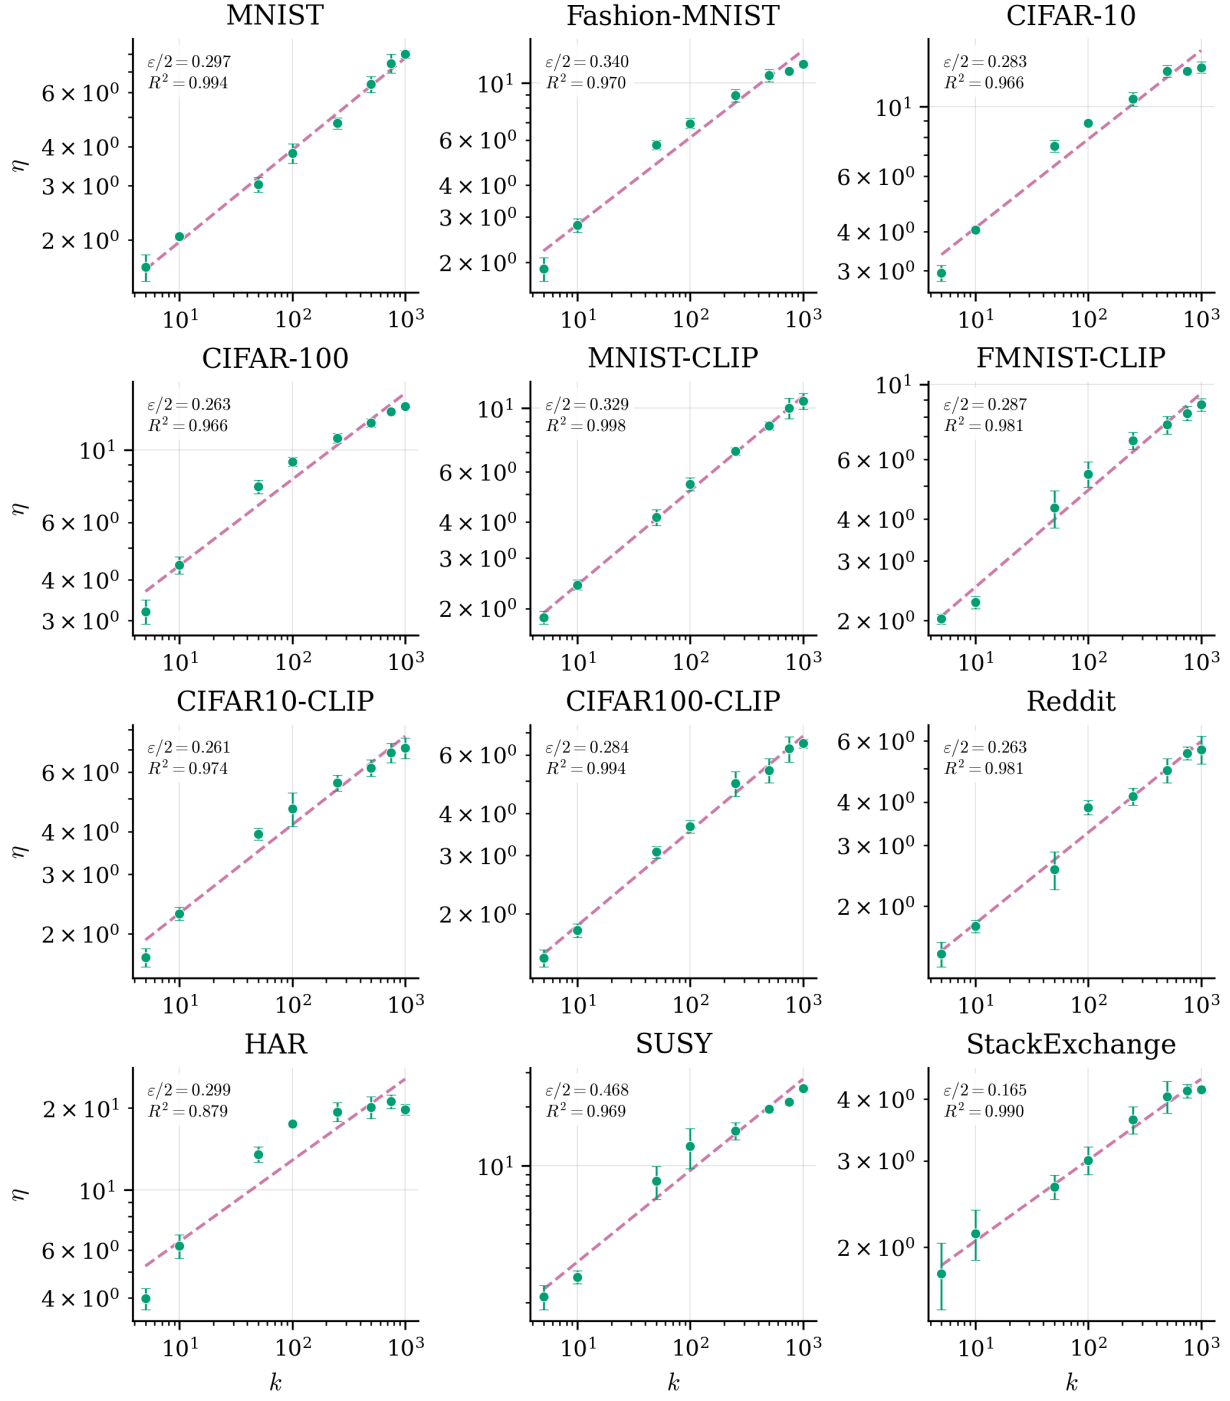 MNIST
ε/2 = 0.297
R² = 0.994
η
6 × 10⁰
4 × 10⁰
3 × 10⁰
2 × 10⁰
10¹
10²
10³
Fashion-MNIST
ε/2 = 0.340
R² = 0.970
10¹
6 × 10⁰
4 × 10⁰
3 × 10⁰
2 × 10⁰
10¹
10²
10³
CIFAR-10
ε/2 = 0.283
R² = 0.966
10¹
6 × 10⁰
4 × 10⁰
3 × 10⁰
10¹
10²
10³
CIFAR-100
ε/2 = 0.263
R² = 0.966
η
10¹
6 × 10⁰
4 × 10⁰
3 × 10⁰
10¹
10²
10³
MNIST-CLIP
ε/2 = 0.329
R² = 0.998
10¹
6 × 10⁰
4 × 10⁰
3 × 10⁰
2 × 10⁰
10¹
10²
10³
FMNIST-CLIP
ε/2 = 0.287
R² = 0.981
10¹
6 × 10⁰
4 × 10⁰
3 × 10⁰
2 × 10⁰
10¹
10²
10³
CIFAR10-CLIP
ε/2 = 0.261
R² = 0.974
η
6 × 10⁰
4 × 10⁰
3 × 10⁰
2 × 10⁰
10¹
10²
10³
CIFAR100-CLIP
ε/2 = 0.284
R² = 0.994
6 × 10⁰
4 × 10⁰
3 × 10⁰
2 × 10⁰
10¹
10²
10³
Reddit
ε/2 = 0.263
R² = 0.981
6 × 10⁰
4 × 10⁰
3 × 10⁰
2 × 10⁰
10¹
10²
10³
HAR
ε/2 = 0.299
R² = 0.879
η
2 × 10¹
10¹
6 × 10⁰
4 × 10⁰
10¹
10²
10³
k
SUSY
ε/2 = 0.468
R² = 0.969
10¹
10¹
10²
10³
k
StackExchange
ε/2 = 0.165
R² = 0.990
4 × 10⁰
3 × 10⁰
2 × 10⁰
10¹
10²
10³
k